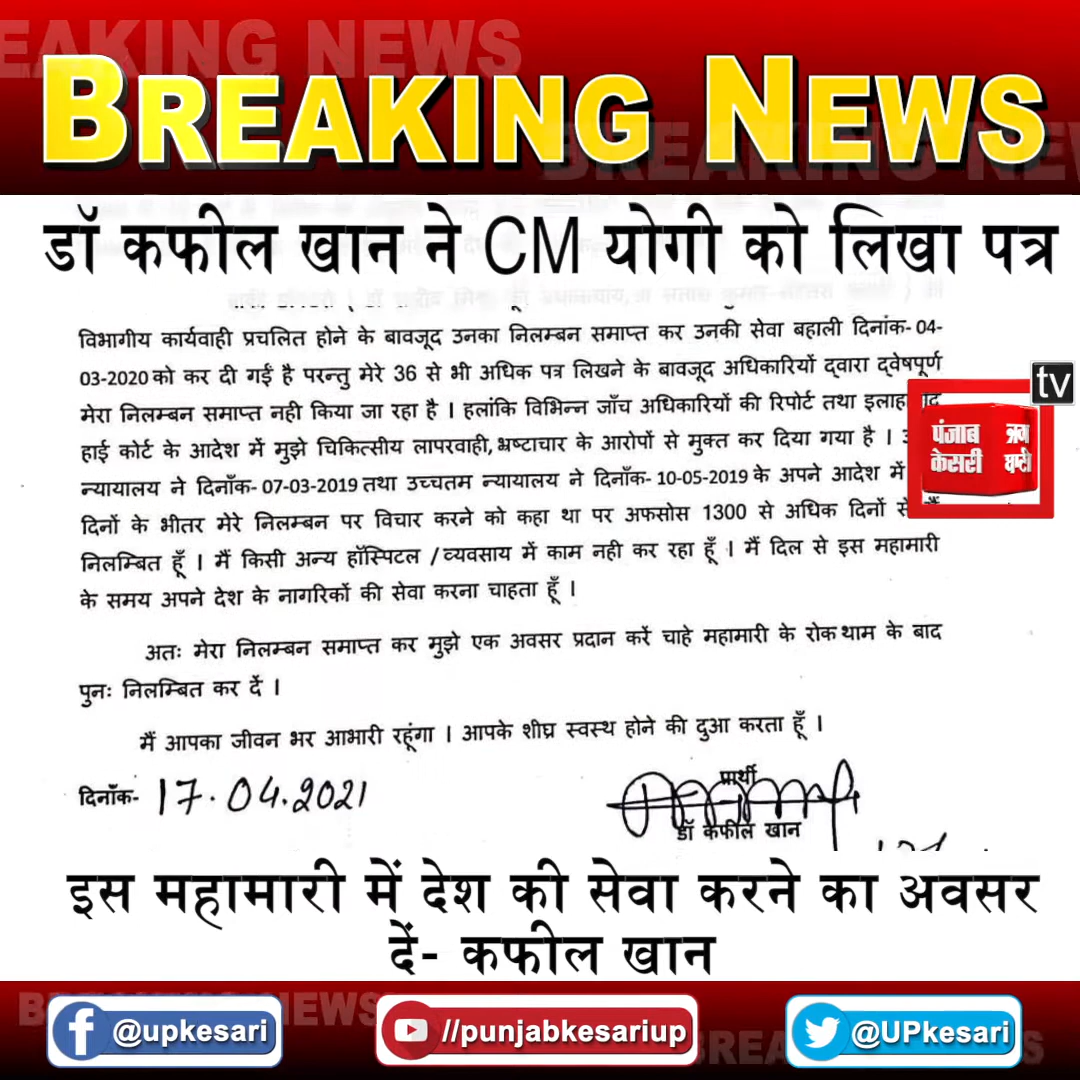 BREAKING NEWS
डॉ कफील खान ने CM योगी को लिखा पत्र
विभागीय कार्यवाही प्रचलित होने के बावजूद उनका निलम्बन समाप्त कर उनकी सेवा बहाली दिनांक- 04-
03-2020 को कर दी गई है परन्तु मेरे 36 से भी अधिक पत्र लिखने के बावजूद अधिकारियों द्वारा द्वेषपूर्ण
मेरा निलम्बन समाप्त नही किया जा रहा है । हलांकि विभिन्न जाँच अधिकारियों की रिपोर्ट तथा
हाई कोर्ट के आदेश में मुझे चिकित्सीय लापरवाही, भ्रष्टाचार के आरोपों से मुक्त कर दिया गया है ।
न्यायालय ने दिनाँक- 07-03-2019 तथा उच्चतम न्यायालय ने दिनाँक- 10-05-2019 के अपने आदेश में
दिनों के भीतर मेरे निलम्बन पर विचार करने को कहा था पर अफसोस 1300 से अधिक दिनों
निलम्बित हूँ । मैं किसी अन्य हॉस्पिटल / व्यवसाय में काम नही कर रहा हूँ । मैं दिल से इस महामारी
के समय अपने देश के नागरिकों की सेवा करना चाहता हूँ ।
अतः मेरा निलम्बन समाप्त कर मुझे एक अवसर प्रदान करें चाहे महामारी के रोक थाम के बाद
पुनः निलम्बित कर दें ।
मैं आपका जीवन भर आभारी रहूंगा । आपके शीघ्र स्वस्थ होने की दुआ करता हूँ ।
दिनाँक- 17.04.2021
प्रार्थी
डॉ कफील खान
tv
पंजाब
केसरी
इस महामारी में देश की सेवा करने का अवसर
दें- कफील खान
@upkesari //punjabkesariup @UPkesari